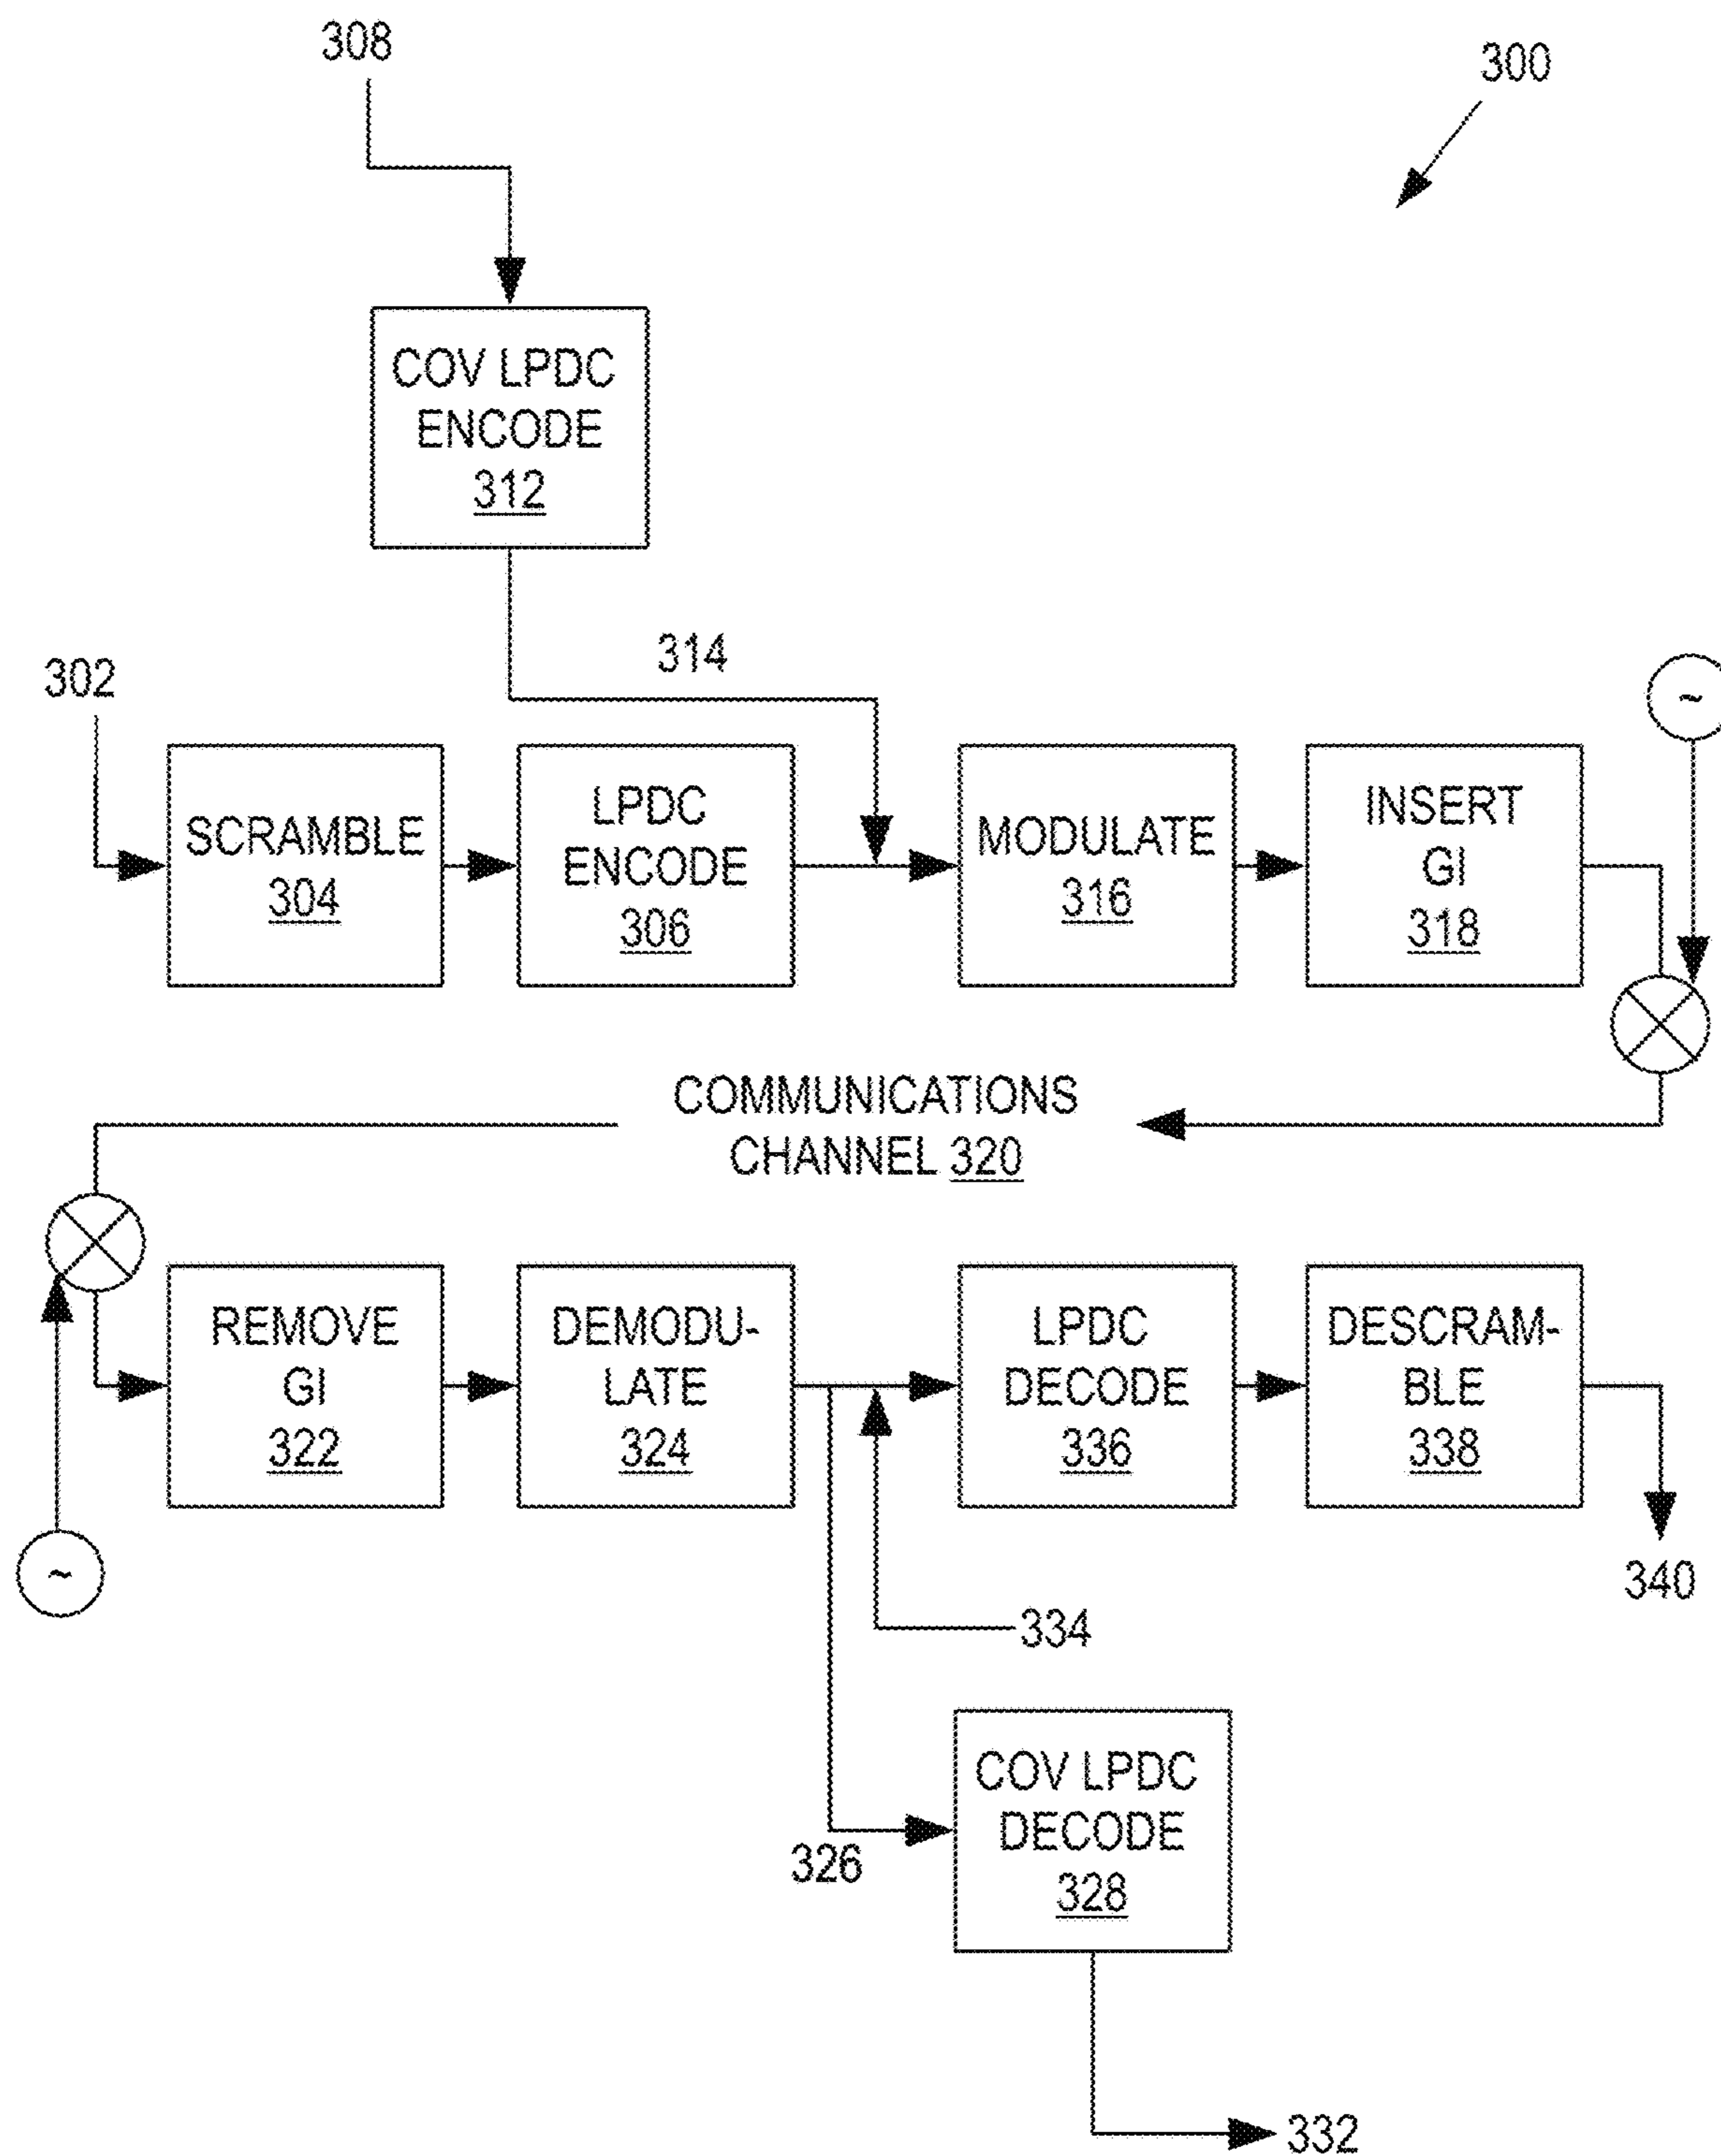 308
300
COV LPDC
ENCODE
312
314
302
~
SCRAMBLE
304
LPDC
ENCODE
306
MODULATE
316
INSERT
GI
318
COMMUNICATIONS
CHANNEL 320
REMOVE
GI
322
DEMODU-
LATE
324
LPDC
DECODE
336
DESCRAM-
BLE
338
~
340
334
COV LPDC
DECODE
328
326
332